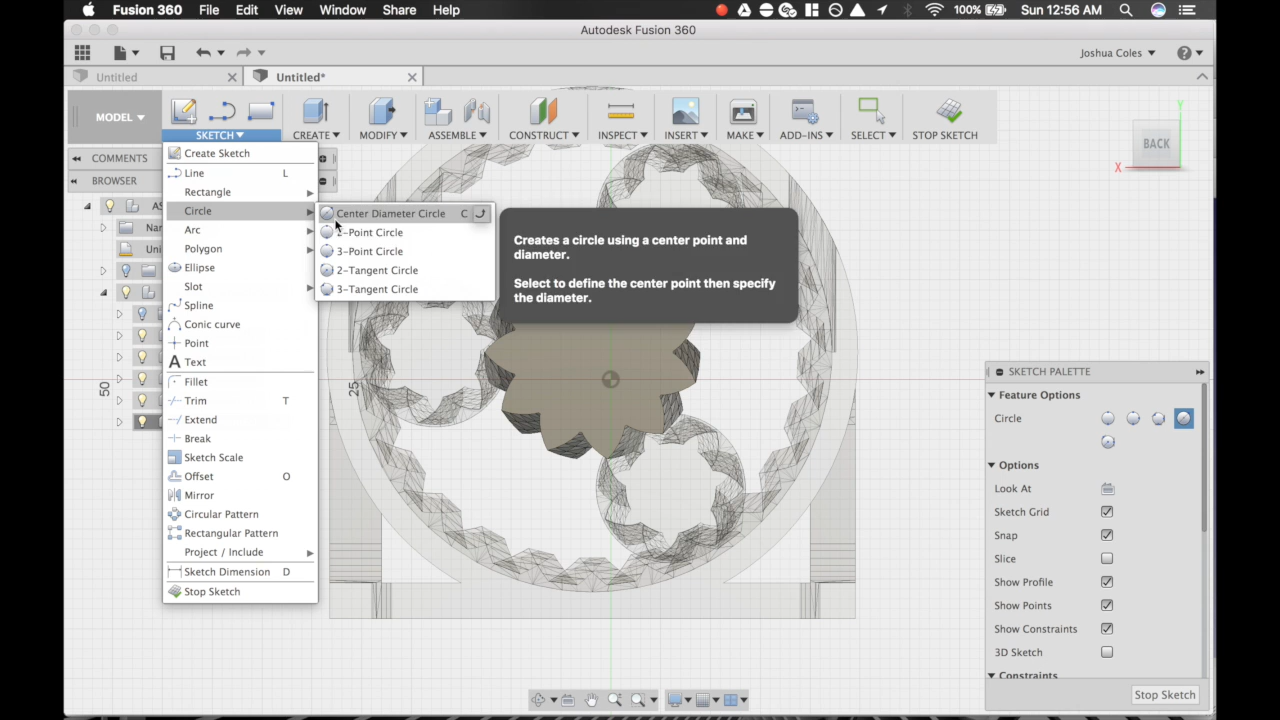 Fusion 360 File Edit View Window Share Help 100% Sun 12:56 AM
Autodesk Fusion 360
Joshua Coles
Untitled Untitled*
MODEL
SKETCH CREATE MODIFY ASSEMBLE CONSTRUCT INSPECT INSERT MAKE ADD-INS SELECT STOP SKETCH
COMMENTS
BROWSER
AS
Nar
Uni
Create Sketch
Line L
Rectangle
Circle
Arc
Polygon
Ellipse
Slot
Spline
Conic curve
Point
A Text
Fillet
Trim T
Extend
Break
Sketch Scale
Offset O
Mirror
Circular Pattern
Rectangular Pattern
Project / Include
Sketch Dimension D
Stop Sketch
Center Diameter Circle C
2-Point Circle
3-Point Circle
2-Tangent Circle
3-Tangent Circle
Creates a circle using a center point and
diameter.
Select to define the center point then specify
the diameter.
BACK
Y
X
50
25
SKETCH PALETTE
Feature Options
Circle
Options
Look At
Sketch Grid
Snap
Slice
Show Profile
Show Points
Show Constraints
3D Sketch
Constraints
Stop Sketch